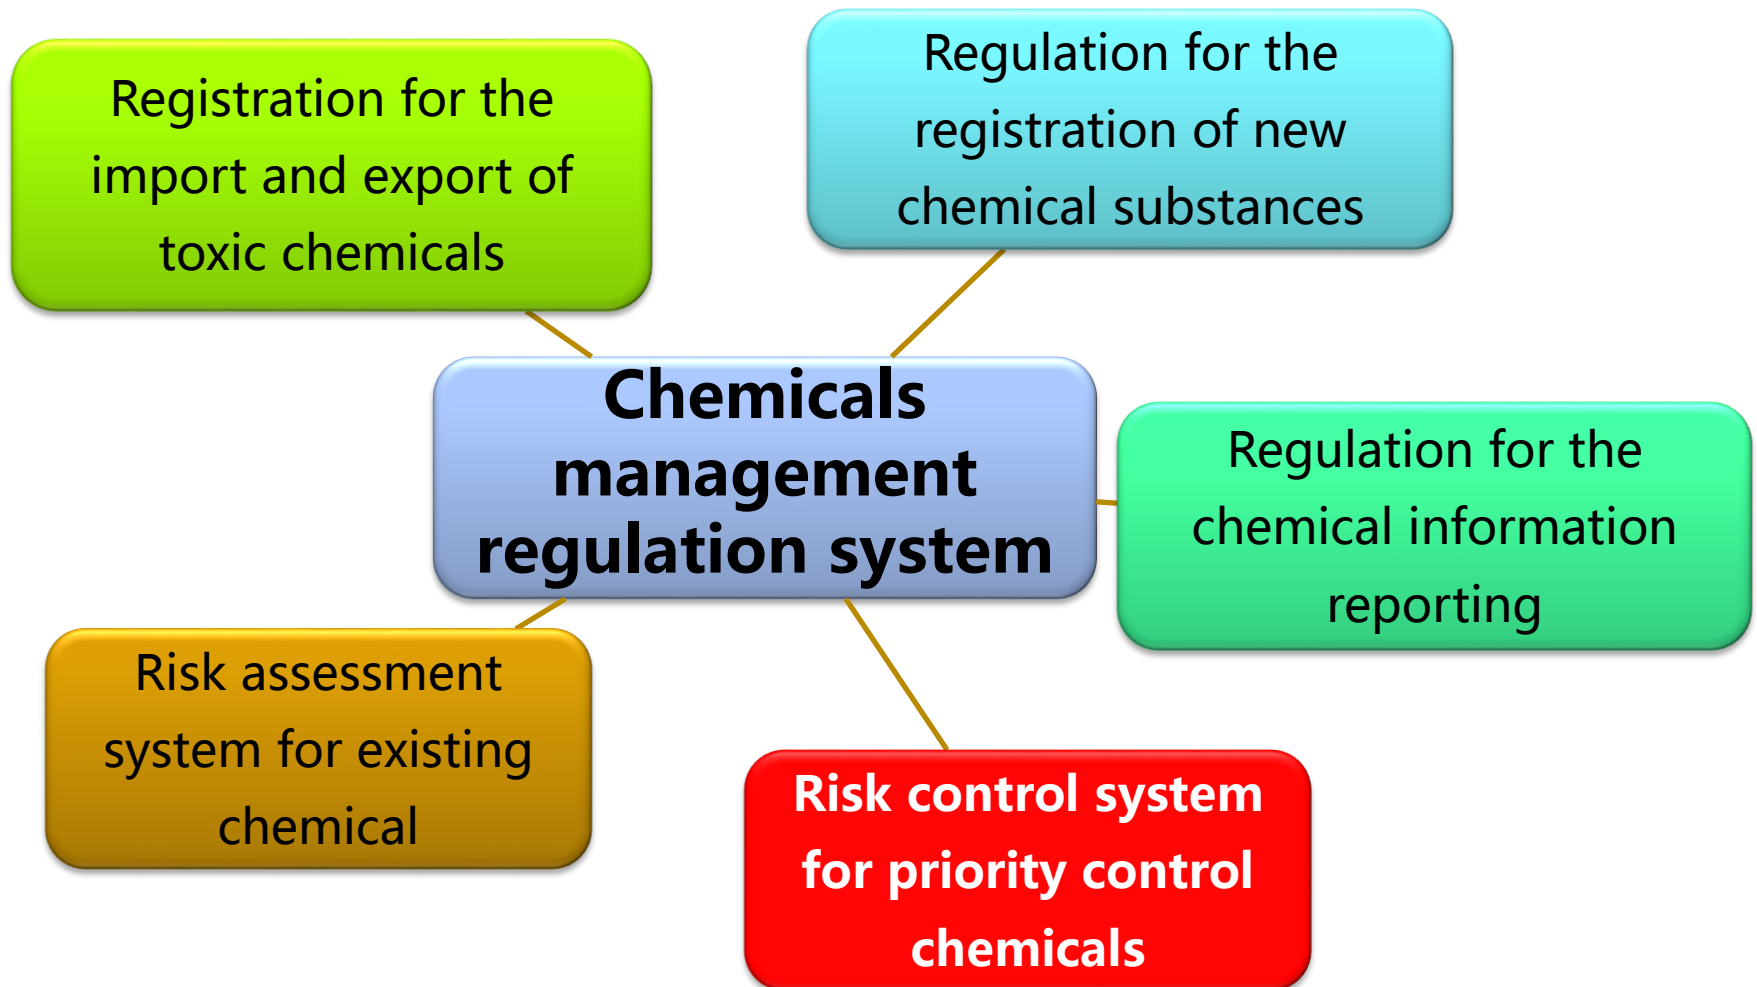 Registration for the
import and export of
toxic chemicals
Regulation for the
registration of new
chemical substances
Chemicals
management
regulation system
Regulation for the
chemical information
reporting
Risk assessment
system for existing
chemical
Risk control system
for priority control
chemicals